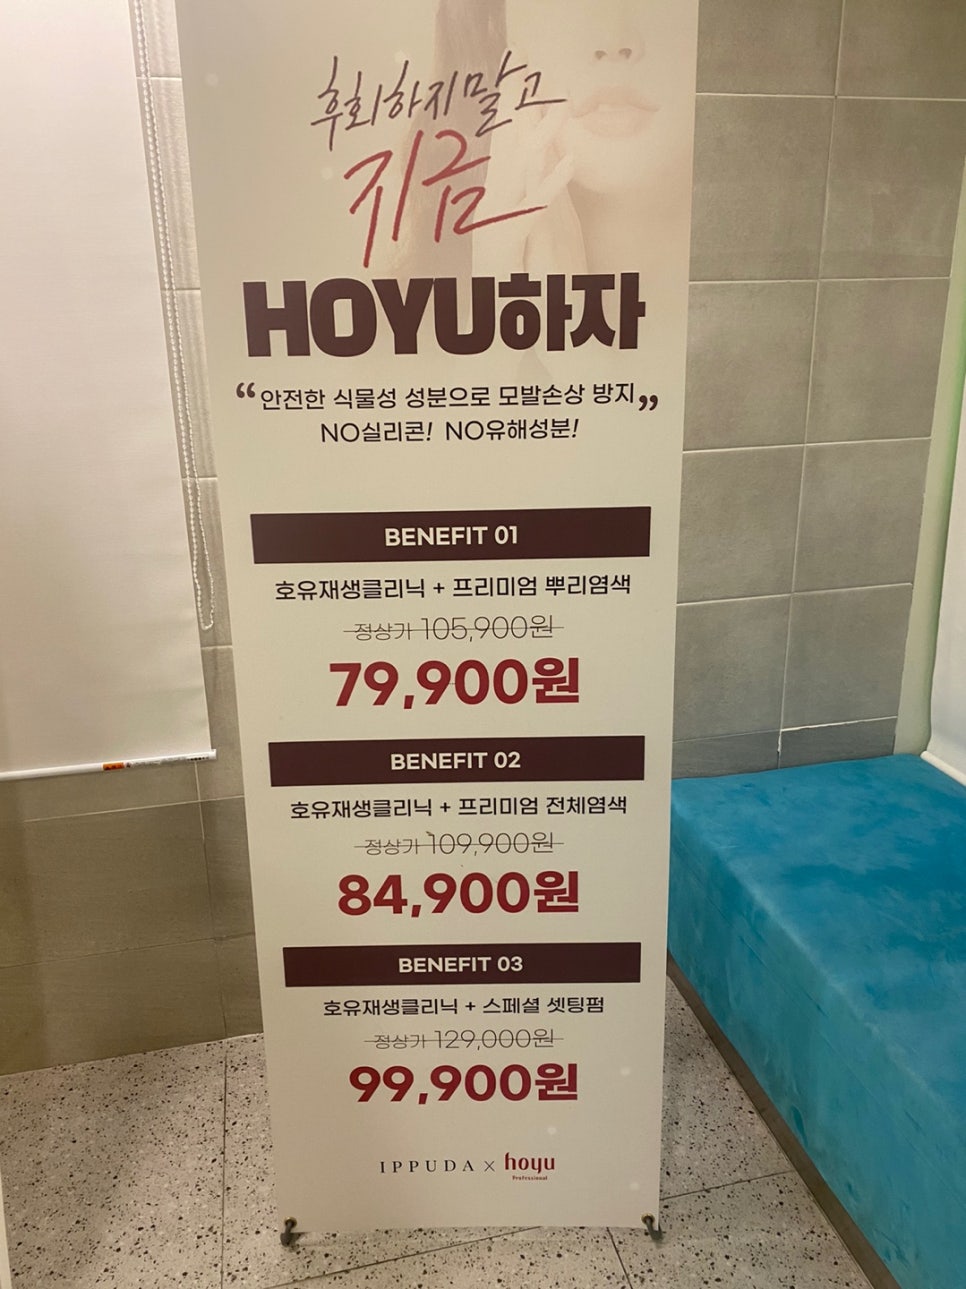 후회하지말고
지금
HOYU하자
“안전한 식물성 성분으로 모발손상 방지„
NO실리콘! NO유해성분!
BENEFIT 01
호유재생클리닉 + 프리미엄 뿌리염색
정상가 105,900원
79,900원
BENEFIT 02
호유재생클리닉 + 프리미엄 전체염색
정상가 109,900원
84,900원
BENEFIT 03
호유재생클리닉 + 스페셜 셋팅펌
정상가 129,000원
99,900원
IPPUDA × hoyu
Professional